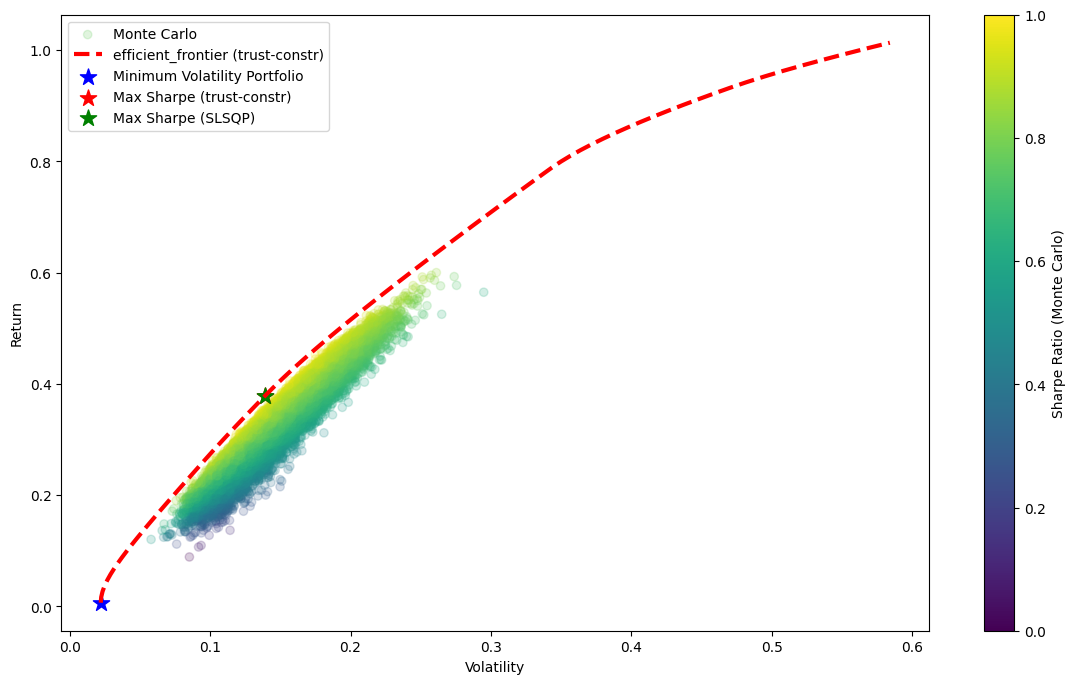 Monte Carlo
efficient_frontier (trust-constr)
Minimum Volatility Portfolio
Max Sharpe (trust-constr)
Max Sharpe (SLSQP)
1.0
0.8
0.6
0.4
0.2
0.0
Return
0.0
0.1
0.2
0.3
0.4
0.5
0.6
Volatility
1.0
0.8
0.6
0.4
0.2
0.0
Sharpe Ratio (Monte Carlo)